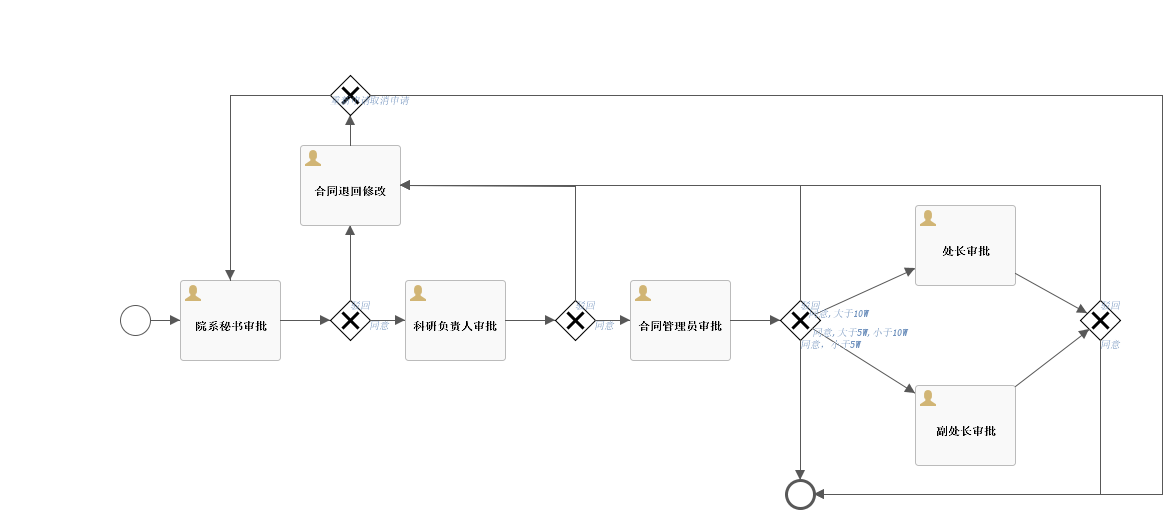 取消申请
合同退回修改
处长审批
院系秘书审批
驳回
同意
科研负责人审批
驳回
同意
合同管理员审批
驳回
同意,大于10W
同意,大于5W,小于10W
同意，小于5W
驳回
同意
副处长审批